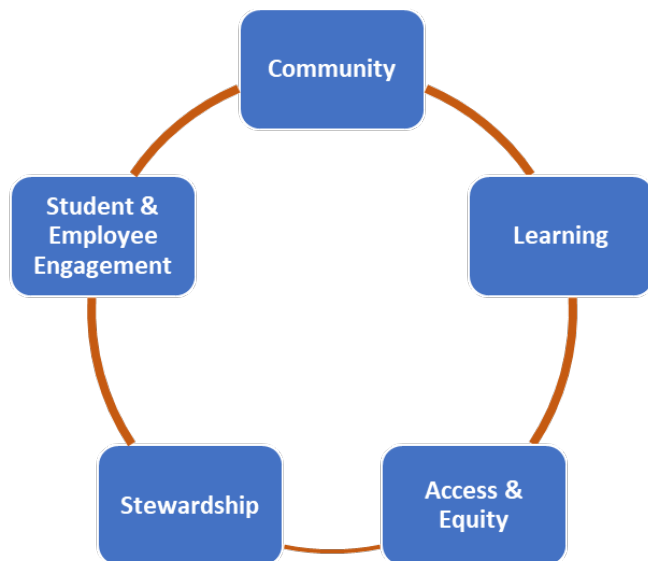 Community
Learning
Access &
Equity
Stewardship
Student &
Employee
Engagement